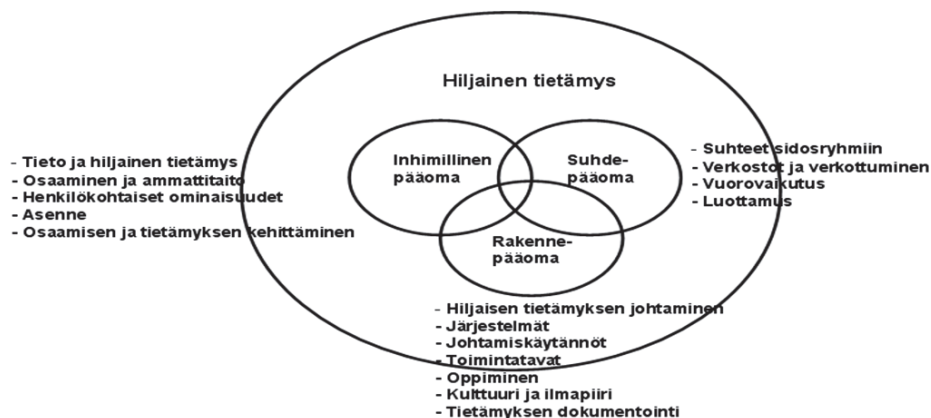 Hiljainen tietämys
Inhimillinen
pääoma
Suhde-
pääoma
Rakenne-
pääoma
- Tieto ja hiljainen tietämys
- Osaaminen ja ammattitaito
- Henkilökohtaiset ominaisuudet
- Asenne
- Osaamisen ja tietämyksen kehittäminen
- Suhteet sidosryhmiin
- Verkostot ja verkottuminen
- Vuorovaikutus
- Luottamus
- Hiljaisen tietämyksen johtaminen
- Järjestelmät
- Johtamiskäytännöt
- Toimintatavat
- Oppiminen
- Kulttuuri ja ilmapiiri
- Tietämyksen dokumentointi